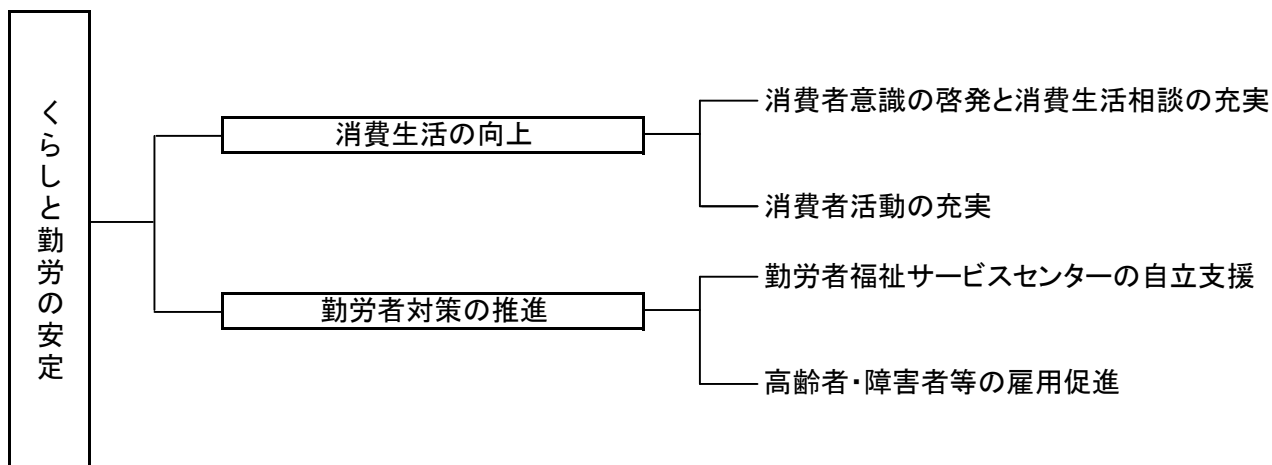 くらしと勤労の安定
消費生活の向上
消費者意識の啓発と消費生活相談の充実
消費者活動の充実
勤労者対策の推進
勤労者福祉サービスセンターの自立支援
高齢者・障害者等の雇用促進